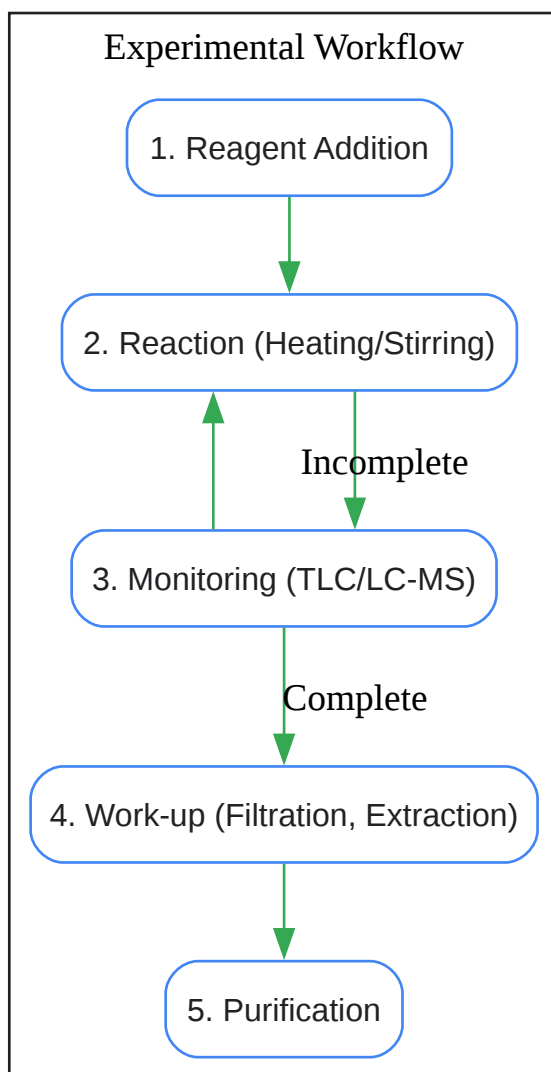 Experimental Workflow
1. Reagent Addition
2. Reaction (Heating/Stirring)
Incomplete
3. Monitoring (TLC/LC-MS)
Complete
4. Work-up (Filtration, Extraction)
5. Purification